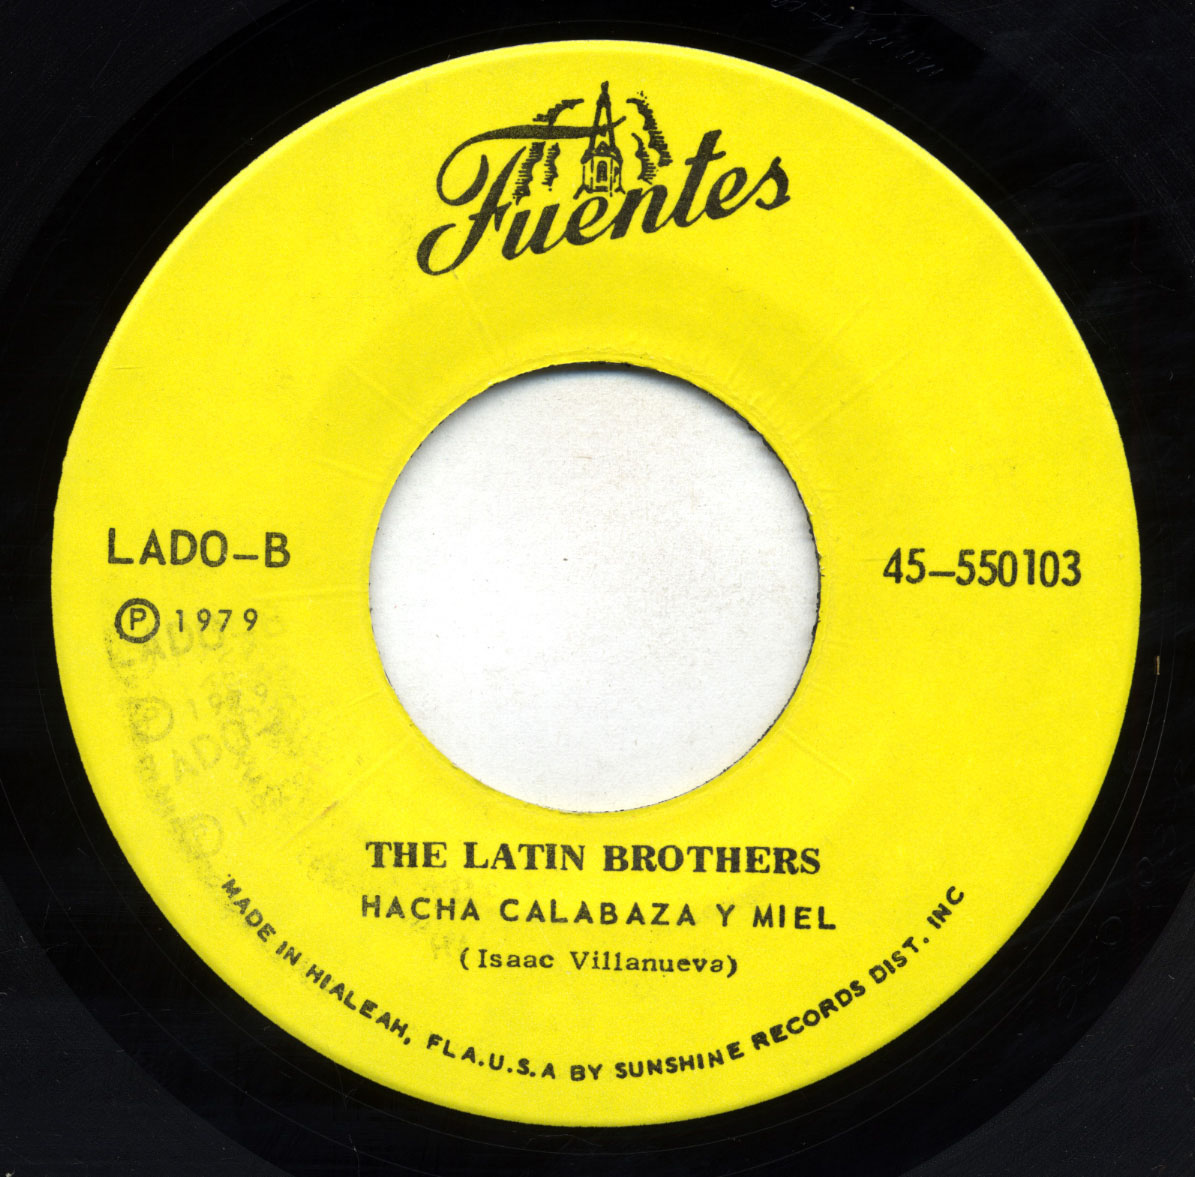 Fuentes
LADO-B
45-550103
Ⓟ 1979
THE LATIN BROTHERS
HACHA CALABAZA Y MIEL
(Isaac Villanueva)
MADE IN HIALEAH, FLA.U.S.A BY SUNSHINE RECORDS DIST. INC